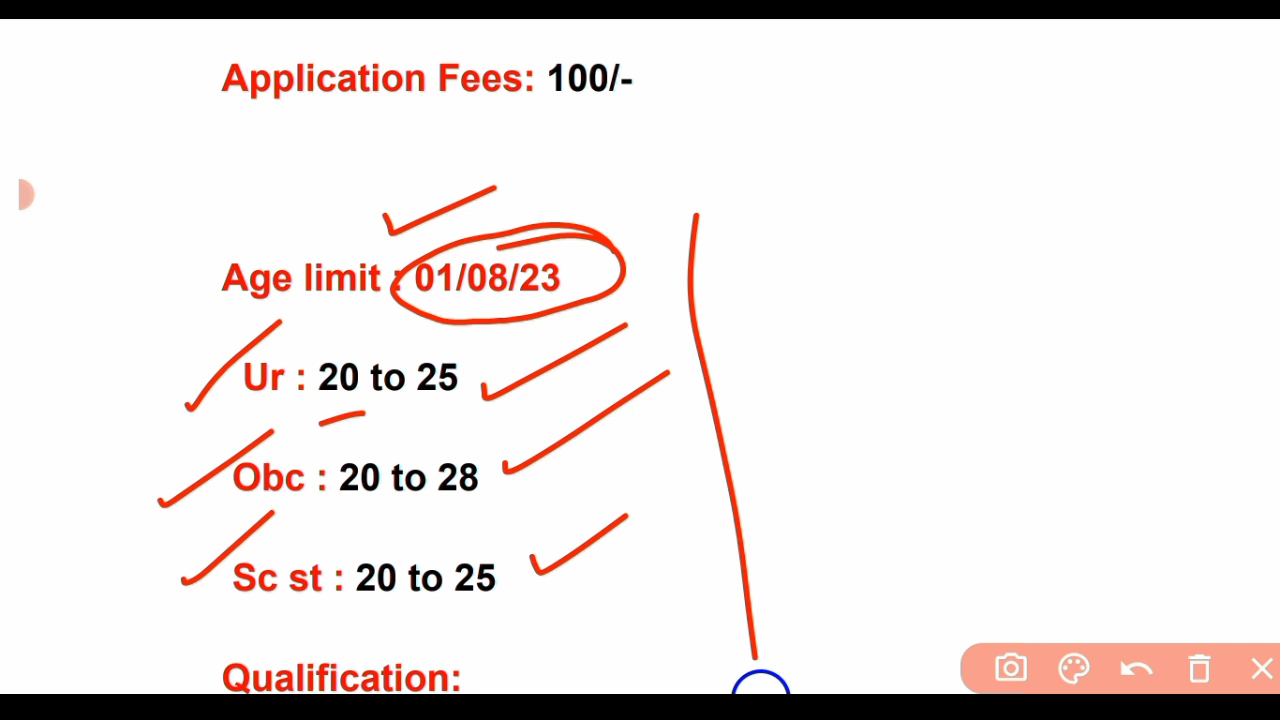 Application Fees: 100/-
Age limit : 01/08/23
Ur : 20 to 25
Obc : 20 to 28
Sc st : 20 to 25
Qualification: